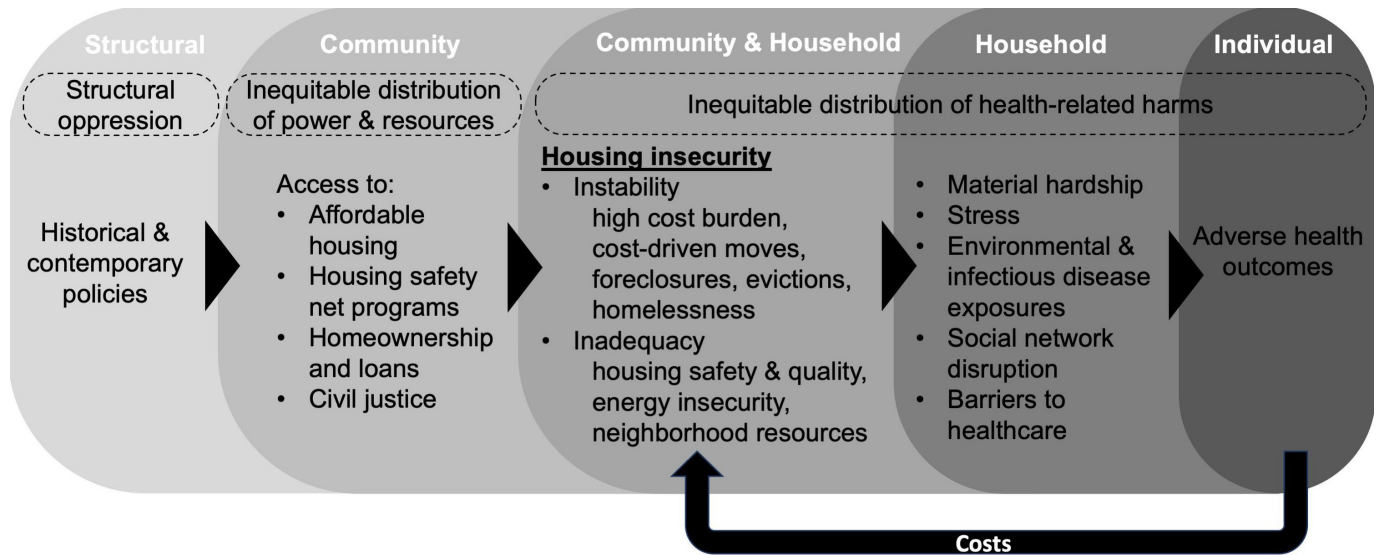 Structural
Community
Community & Household
Household
Individual
Structural
oppression
Inequitable distribution
of power & resources
Inequitable distribution of health-related harms
Historical &
contemporary
policies
Access to:
• Affordable
housing
• Housing safety
net programs
• Homeownership
and loans
• Civil justice
Housing insecurity
• Instability
high cost burden,
cost-driven moves,
foreclosures, evictions,
homelessness
• Inadequacy
housing safety & quality,
energy insecurity,
neighborhood resources
• Material hardship
• Stress
• Environmental &
infectious disease
exposures
• Social network
disruption
• Barriers to
healthcare
Adverse health
outcomes
Costs